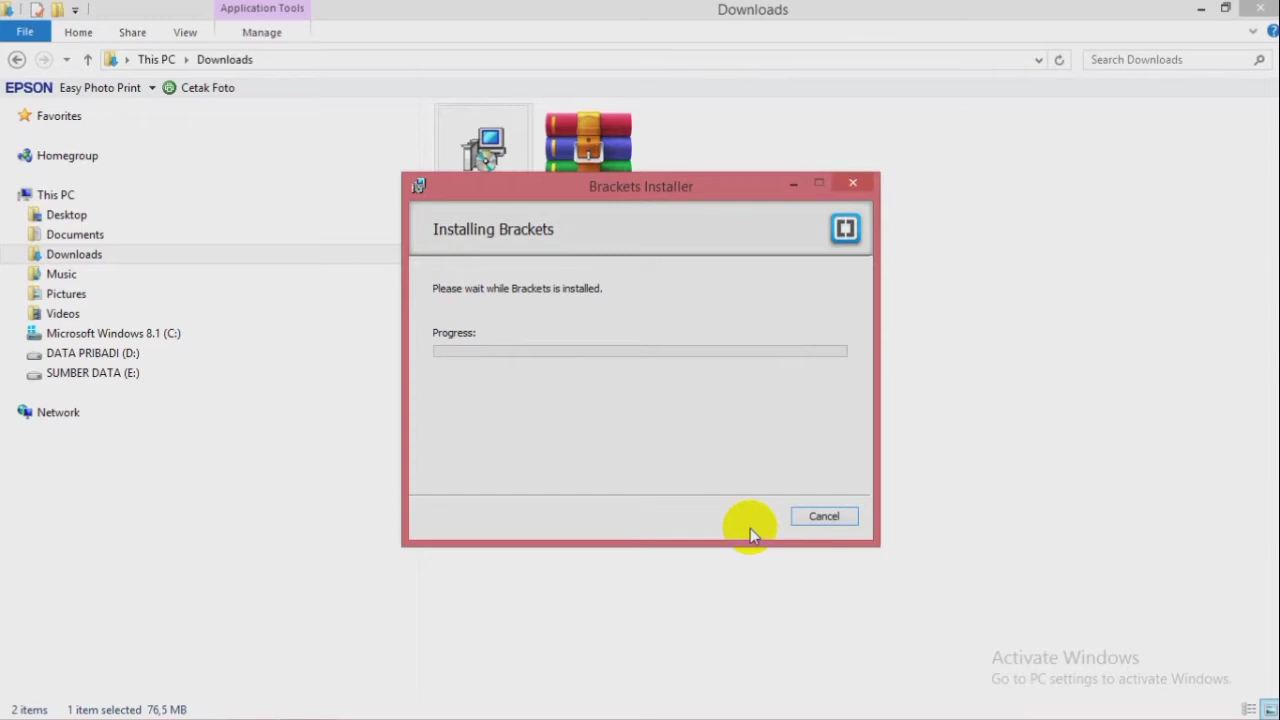 Application Tools
Downloads
File
Home
Share
View
Manage
This PC
Downloads
Search Downloads
EPSON
Easy Photo Print
Cetak Foto
Favorites
Homegroup
This PC
Desktop
Documents
Downloads
Music
Pictures
Videos
Microsoft Windows 8.1 (C:)
DATA PRIBADI (D:)
SUMBER DATA (E:)
Network
Brackets Installer
Installing Brackets
Please wait while Brackets is installed.
Progress:
Cancel
Activate Windows
Go to PC settings to activate Windows.
2 items
1 item selected 76,5 MB